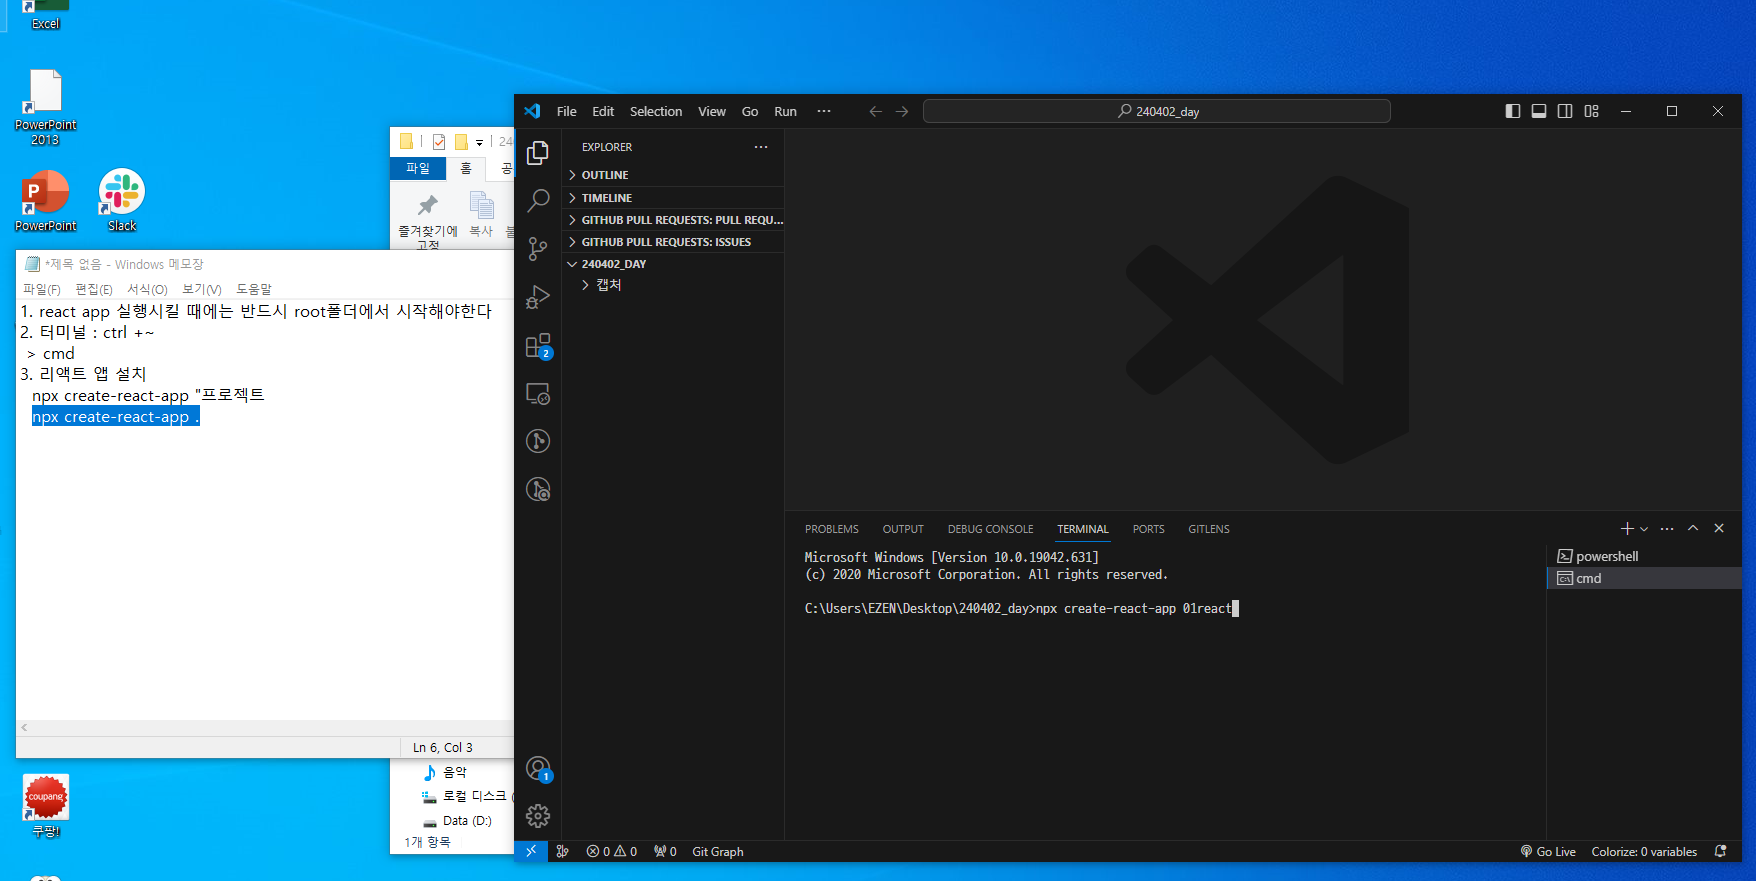 Excel
PowerPoint
2013
PowerPoint
Slack
24
파일
홈
공
즐겨찾기에
고정
복사
*제목 없음 - Windows 메모장
파일(F) 편집(E) 서식(O) 보기(V) 도움말
1. react app 실행시킬 때에는 반드시 root폴더에서 시작해야한다
2. 터미널 : ctrl +~
> cmd
3. 리액트 앱 설치
npx create-react-app "프로젝트
npx create-react-app .
Ln 6, Col 3
음악
로컬 디스크 (
Data (D:)
1개 항목
coupang
쿠팡!
File Edit Selection View Go Run ···
240402_day
EXPLORER
OUTLINE
TIMELINE
GITHUB PULL REQUESTS: PULL REQU...
GITHUB PULL REQUESTS: ISSUES
240402_DAY
캡처
2
1
PROBLEMS OUTPUT DEBUG CONSOLE TERMINAL PORTS GITLENS
Microsoft Windows [Version 10.0.19042.631]
(c) 2020 Microsoft Corporation. All rights reserved.
C:\Users\EZEN\Desktop\240402_day>npx create-react-app 01react
powershell
cmd
0 0 0 Git Graph
Go Live Colorize: 0 variables